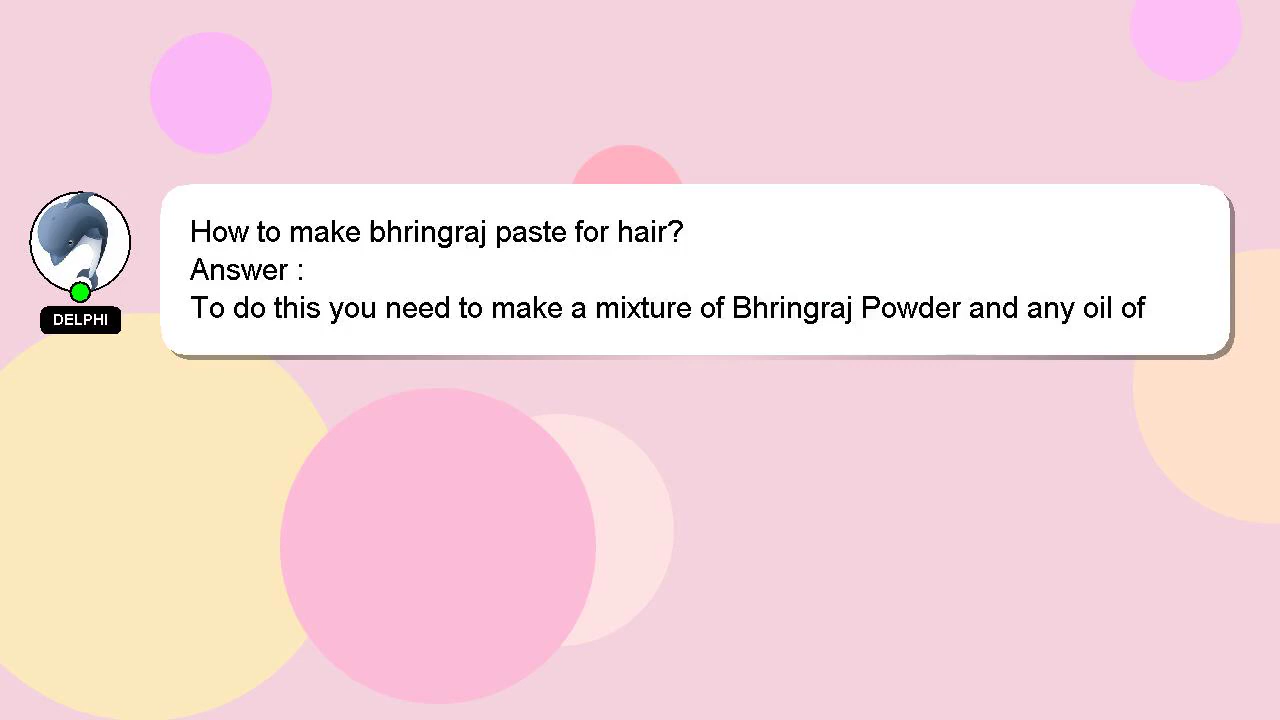 How to make bhringraj paste for hair?
Answer :
To do this you need to make a mixture of Bhringraj Powder and any oil of
DELPHI